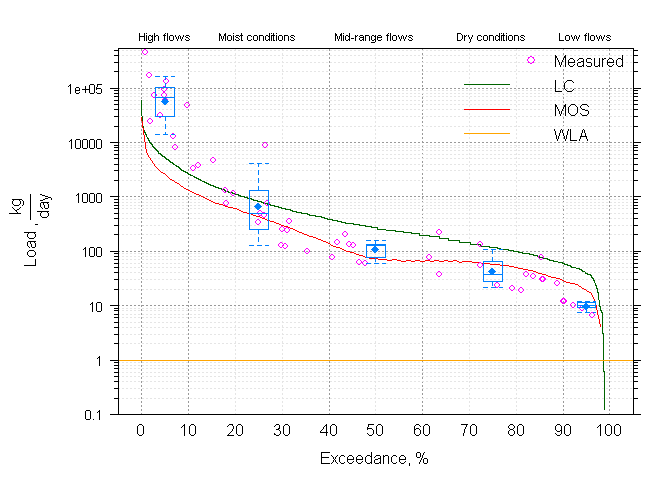 High flows Moist conditions Mid-range flows Dry conditions Low flows
Measured
LC
MOS
WLA
1e+05
10000
1000
100
10
1
0.1
Load , kg/day
0 10 20 30 40 50 60 70 80 90 100
Exceedance, %